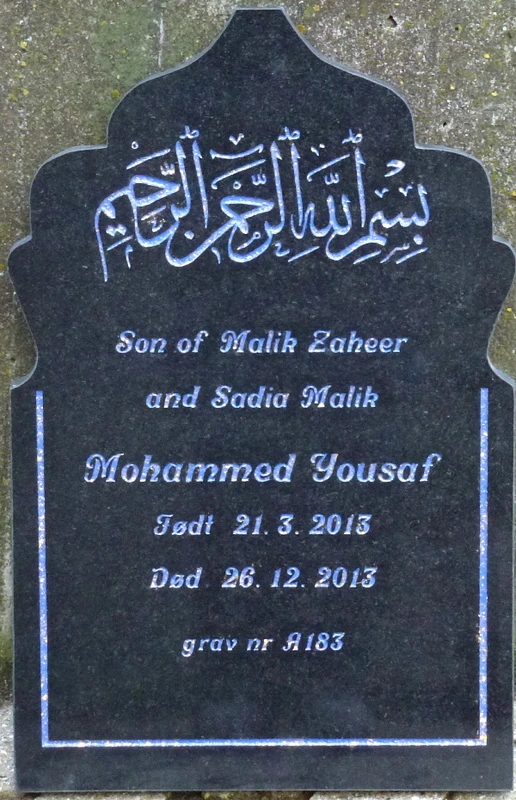 بسم الله الرحمن الرحيم
Son of Malik Zaheer
and Sadia Malik
Mohammed Yousaf
Født 21. 3. 2013
Død 26. 12. 2013
grav nr A183